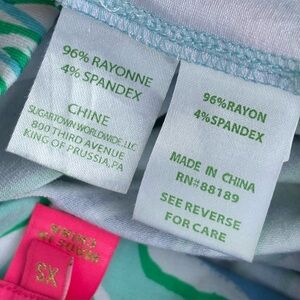 96% RAYONNE
4% SPANDEX
CHINE
SUGARTOWN WORLDWIDE, LLC
800 THIRD AVENUE
KING OF PRUSSIA, PA
96%RAYON
4%SPANDEX
MADE IN CHINA
RN#88189
SEE REVERSE
FOR CARE
XS